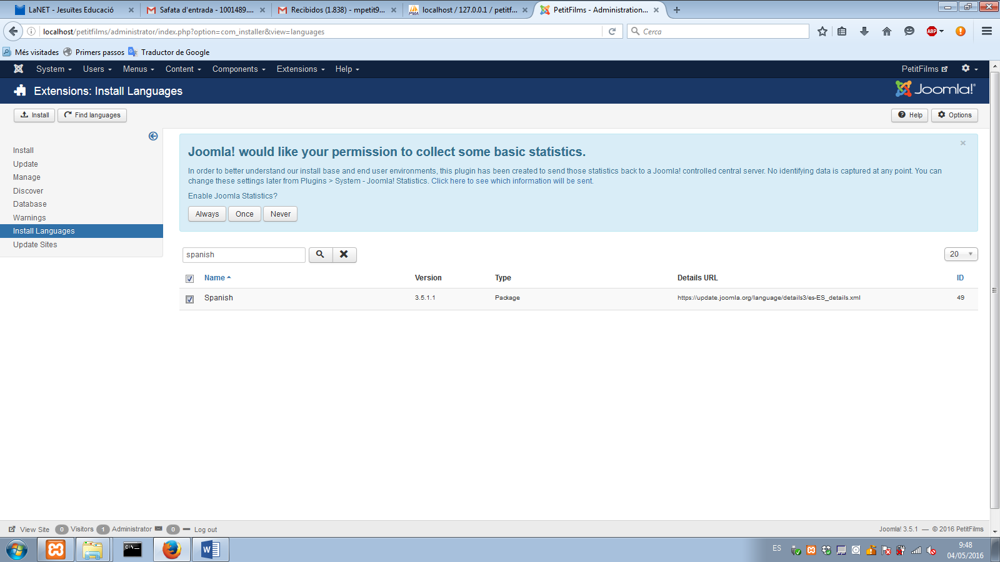 LaNET - Jesuïtes Educació
Safata d'entrada - 1001489....
Recibidos (1.838) - mpetit9...
localhost / 127.0.0.1 / petitf...
PetitFilms - Administration...
localhost/petitfilms/administrator/index.php?option=com_installer&view=languages
Cerca
ABP
Més visitades
Primers passos
Traductor de Google
System
Users
Menus
Content
Components
Extensions
Help
PetitFilms
Extensions: Install Languages
Joomla!
Install
Find languages
Help
Options
Install
Update
Manage
Discover
Database
Warnings
Install Languages
Update Sites
Joomla! would like your permission to collect some basic statistics.
In order to better understand our install base and end user environments, this plugin has been created to send those statistics back to a Joomla! controlled central server. No identifying data is captured at any point. You can
change these settings later from Plugins > System - Joomla! Statistics. Click here to see which information will be sent.
Enable Joomla Statistics?
Always
Once
Never
spanish
20
Name
Version
Type
Details URL
ID
Spanish
3.5.1.1
Package
https://update.joomla.org/language/details3/es-ES_details.xml
49
View Site
0 Visitors
1 Administrator
0
Log out
Joomla! 3.5.1 — © 2016 PetitFilms
ES
9:48
04/05/2016